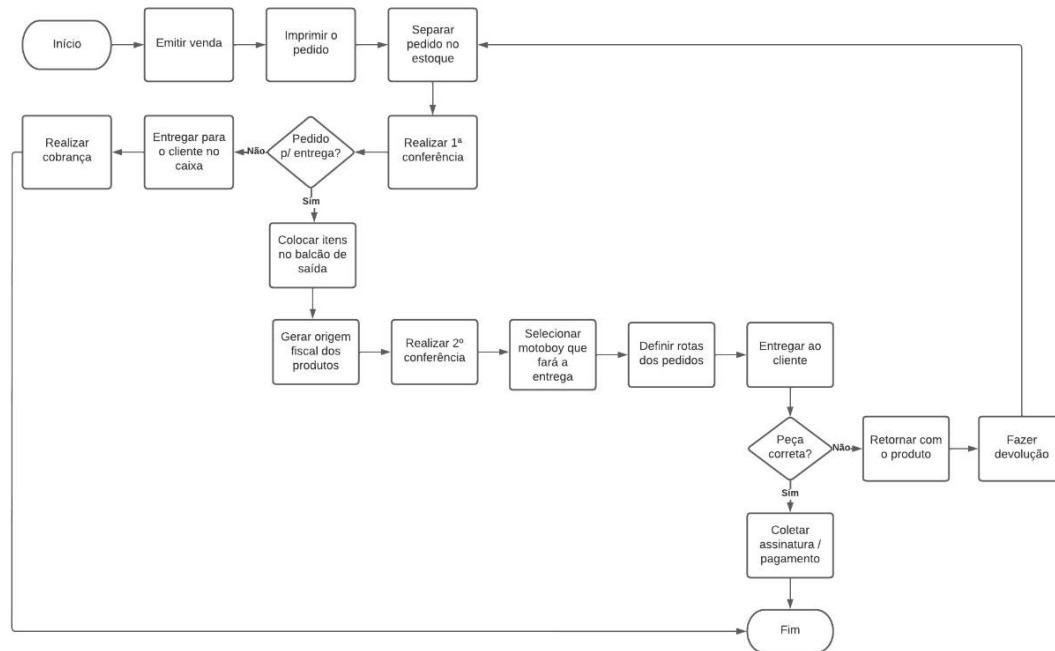 Início
Emitir venda
Imprimir o
pedido
Separar
pedido no
estoque
Realizar
cobrança
Entregar para
o cliente no
caixa
Não
Pedido
p/ entrega?
Realizar 1ª
conferência
Sim
Colocar itens
no balcão de
saída
Gerar origem
fiscal dos
produtos
Realizar 2º
conferência
Selecionar
motoboy que
fará a
entrega
Definir rotas
dos pedidos
Entregar ao
cliente
Peça
correta?
Não
Retornar com
o produto
Fazer
devolução
Sim
Coletar
assinatura /
pagamento
Fim